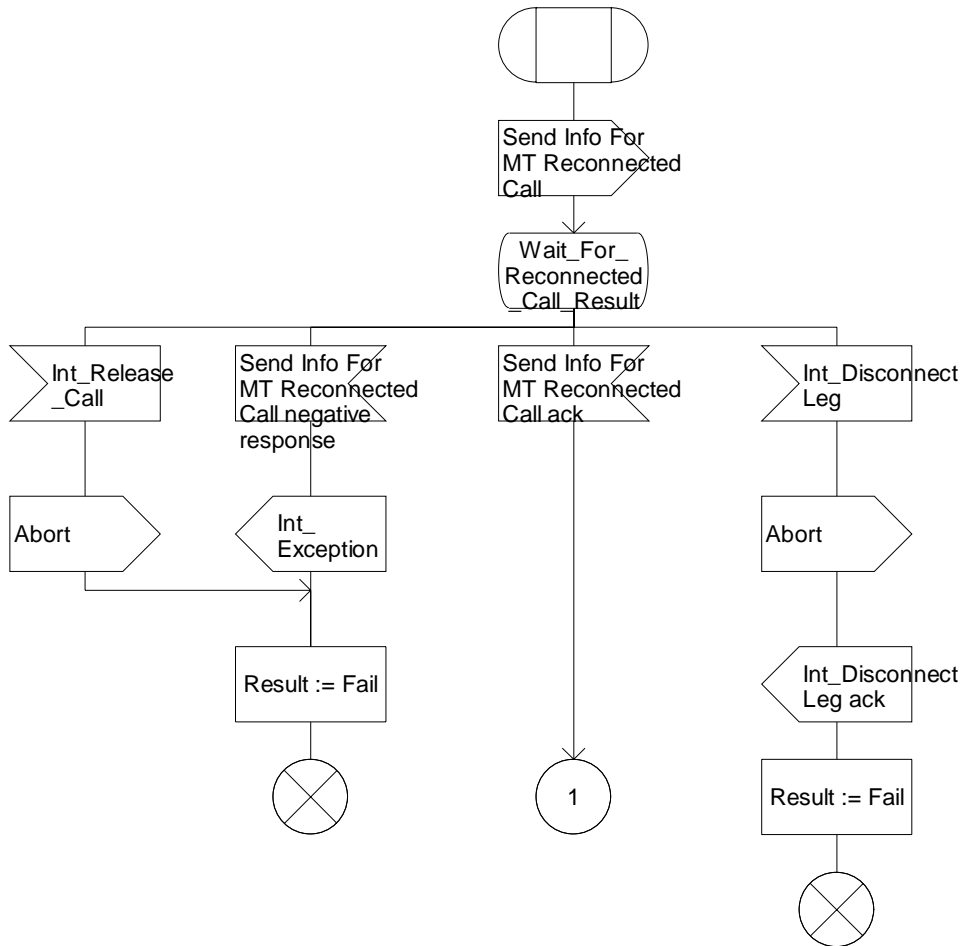 Send Info For
MT Reconnected
Call
Wait_For_
Reconnected
_Call_Result
Int_Release
_Call
Send Info For
MT Reconnected
Call negative
response
Send Info For
MT Reconnected
Call ack
Int_Disconnect
Leg
Abort
Int_
Exception
Abort
Result := Fail
Int_Disconnect
Leg ack
1
Result := Fail